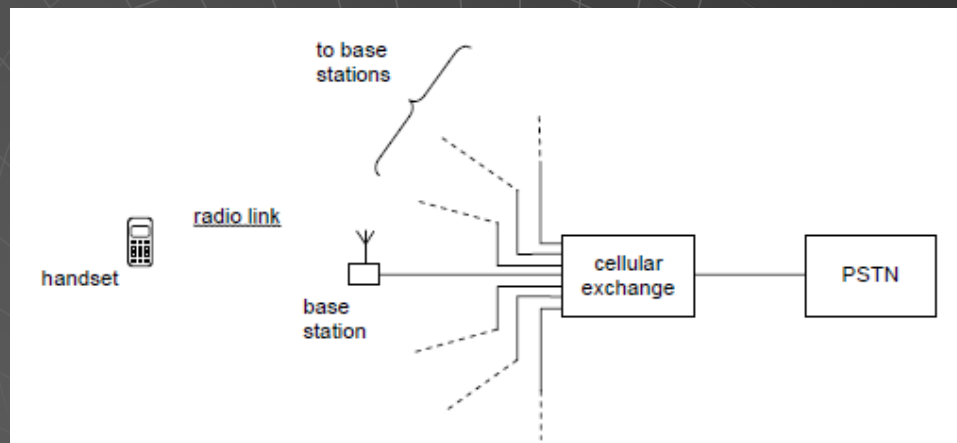 to base
stations
radio link
handset
base
station
cellular
exchange
PSTN